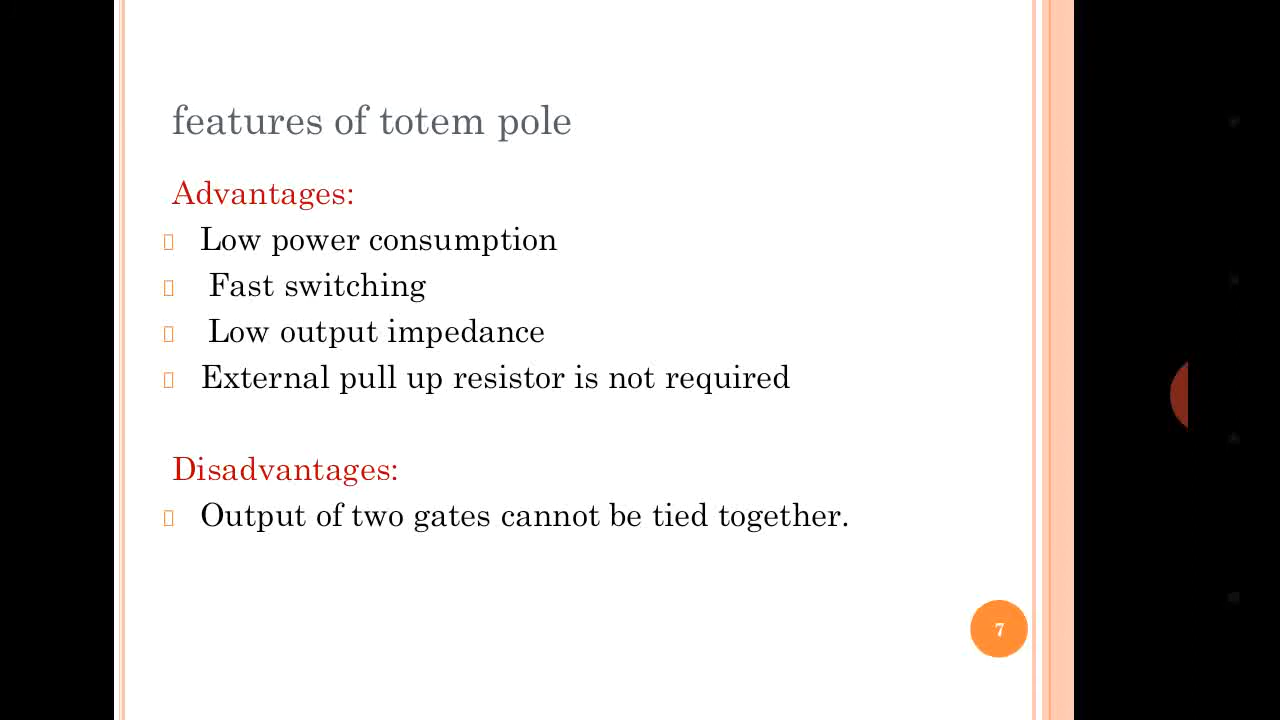 features of totem pole
Advantages:
Low power consumption
Fast switching
Low output impedance
External pull up resistor is not required
Disadvantages:
Output of two gates cannot be tied together.
7